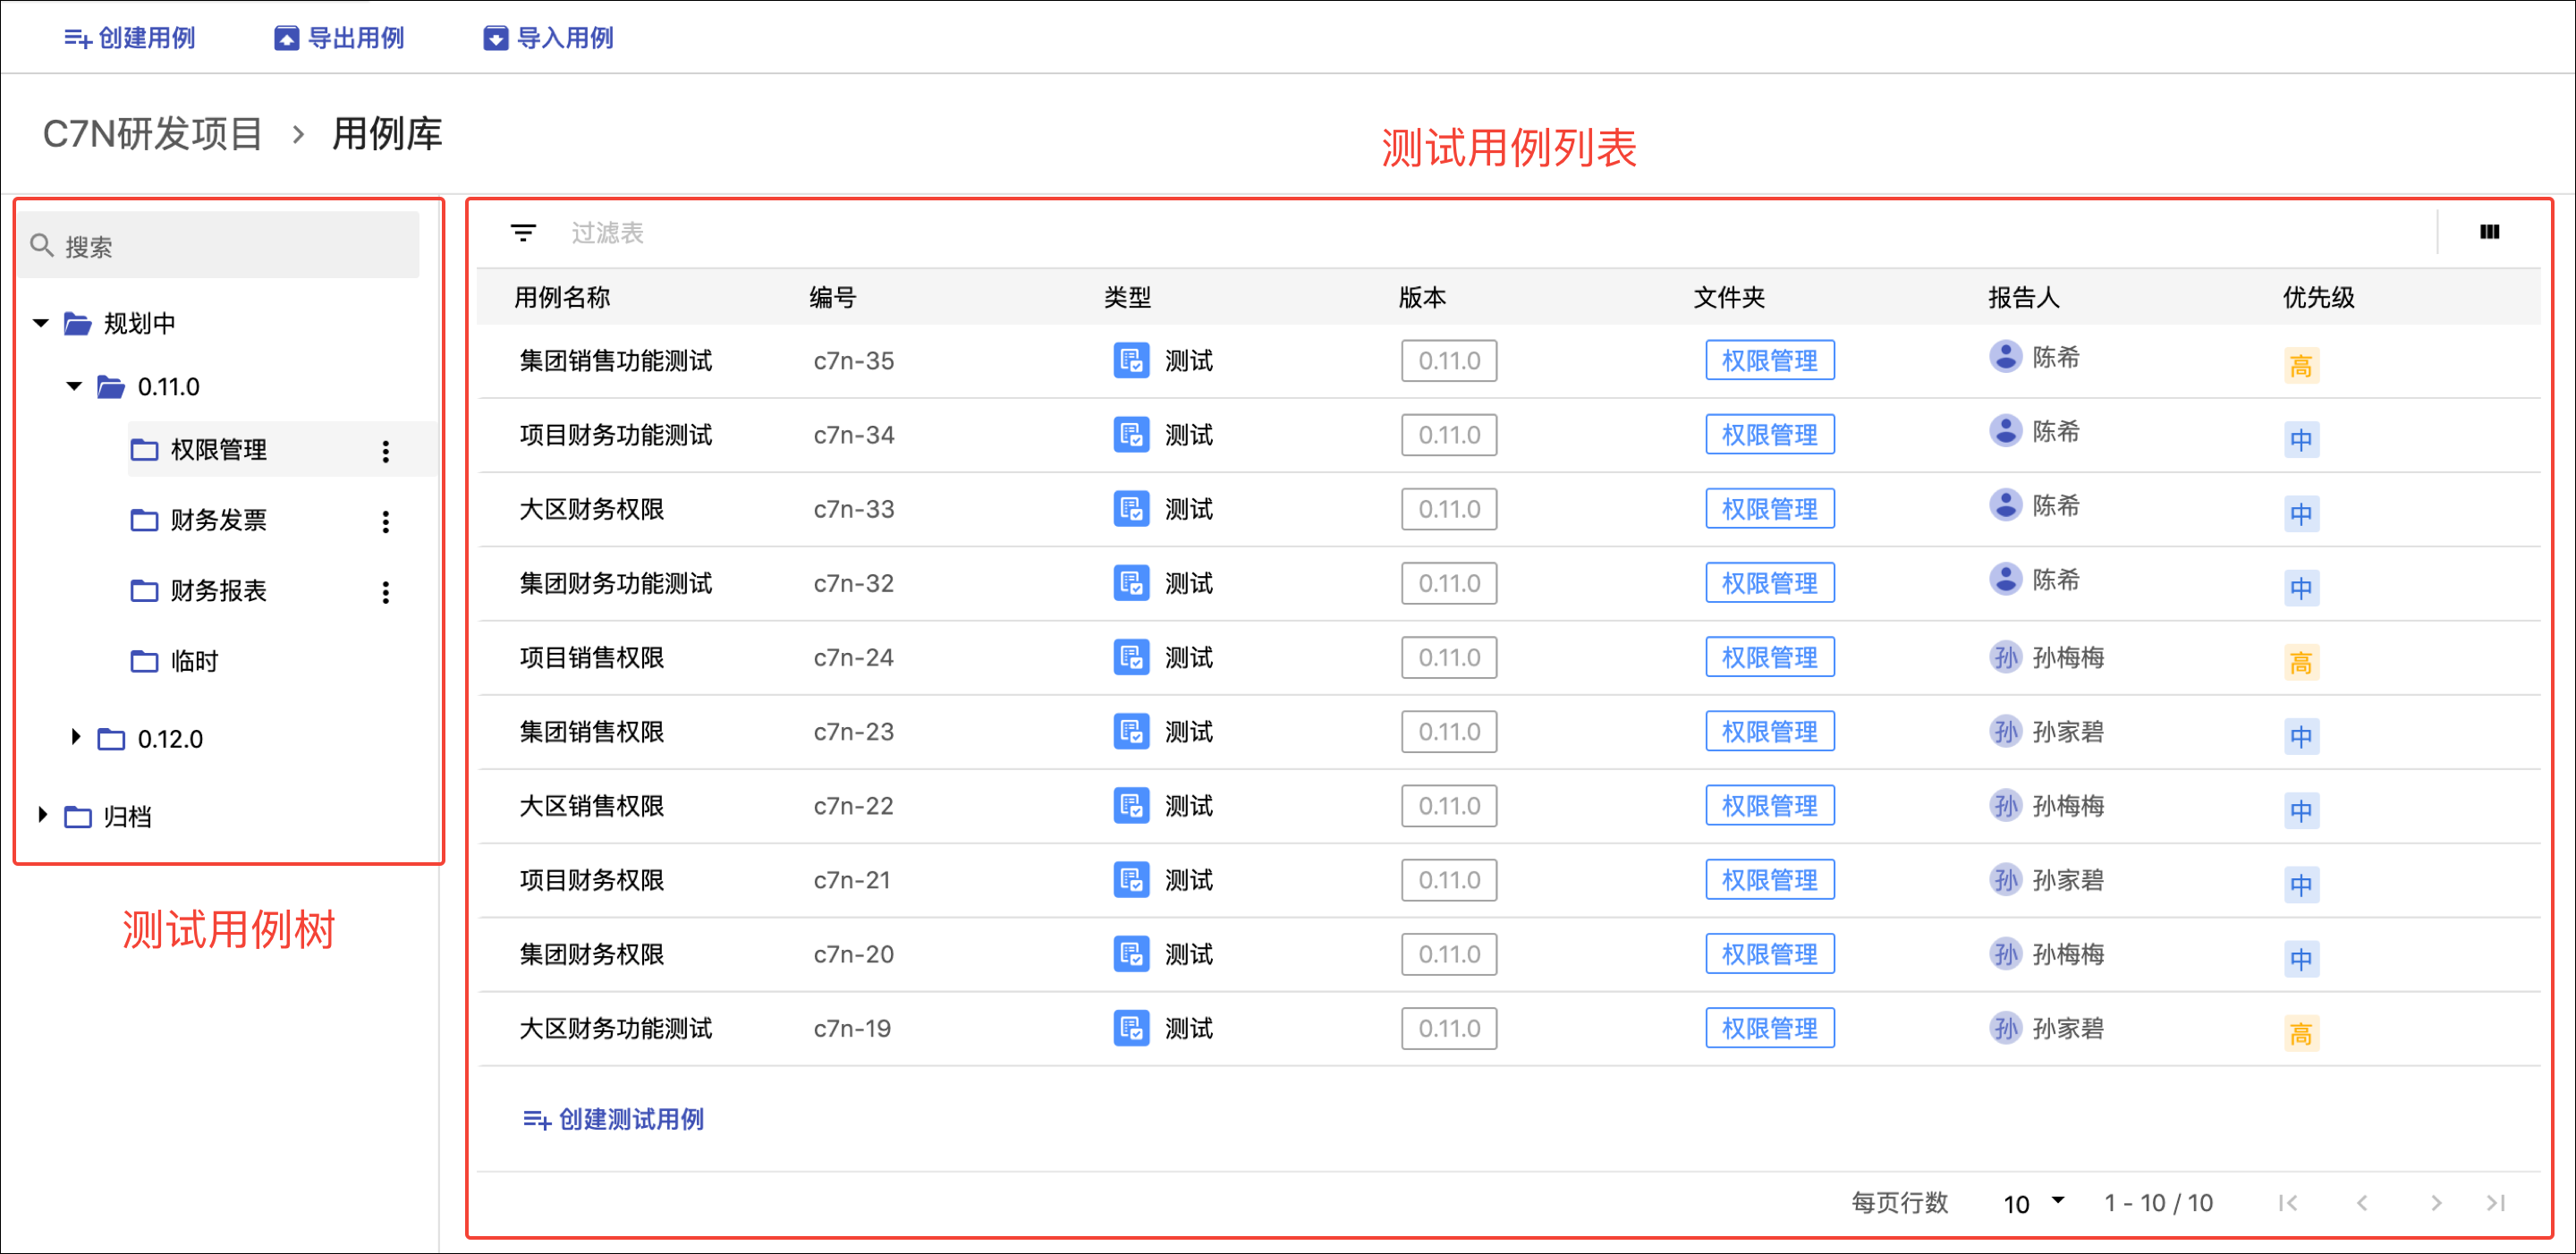 创建用例 导出用例 导入用例
C7N研发项目 › 用例库
测试用例列表
搜索
规划中
0.11.0
权限管理
财务发票
财务报表
临时
0.12.0
归档
测试用例树
过滤表
用例名称 编号 类型 版本 文件夹 报告人 优先级
集团销售功能测试 c7n-35 测试 0.11.0 权限管理 陈希 高
项目财务功能测试 c7n-34 测试 0.11.0 权限管理 陈希 中
大区财务权限 c7n-33 测试 0.11.0 权限管理 陈希 中
集团财务功能测试 c7n-32 测试 0.11.0 权限管理 陈希 中
项目销售权限 c7n-24 测试 0.11.0 权限管理 孙 孙梅梅 高
集团销售权限 c7n-23 测试 0.11.0 权限管理 孙 孙家碧 中
大区销售权限 c7n-22 测试 0.11.0 权限管理 孙 孙梅梅 中
项目财务权限 c7n-21 测试 0.11.0 权限管理 孙 孙家碧 中
集团财务权限 c7n-20 测试 0.11.0 权限管理 孙 孙梅梅 中
大区财务功能测试 c7n-19 测试 0.11.0 权限管理 孙 孙家碧 高
创建测试用例
每页行数 10 1 - 10 / 10